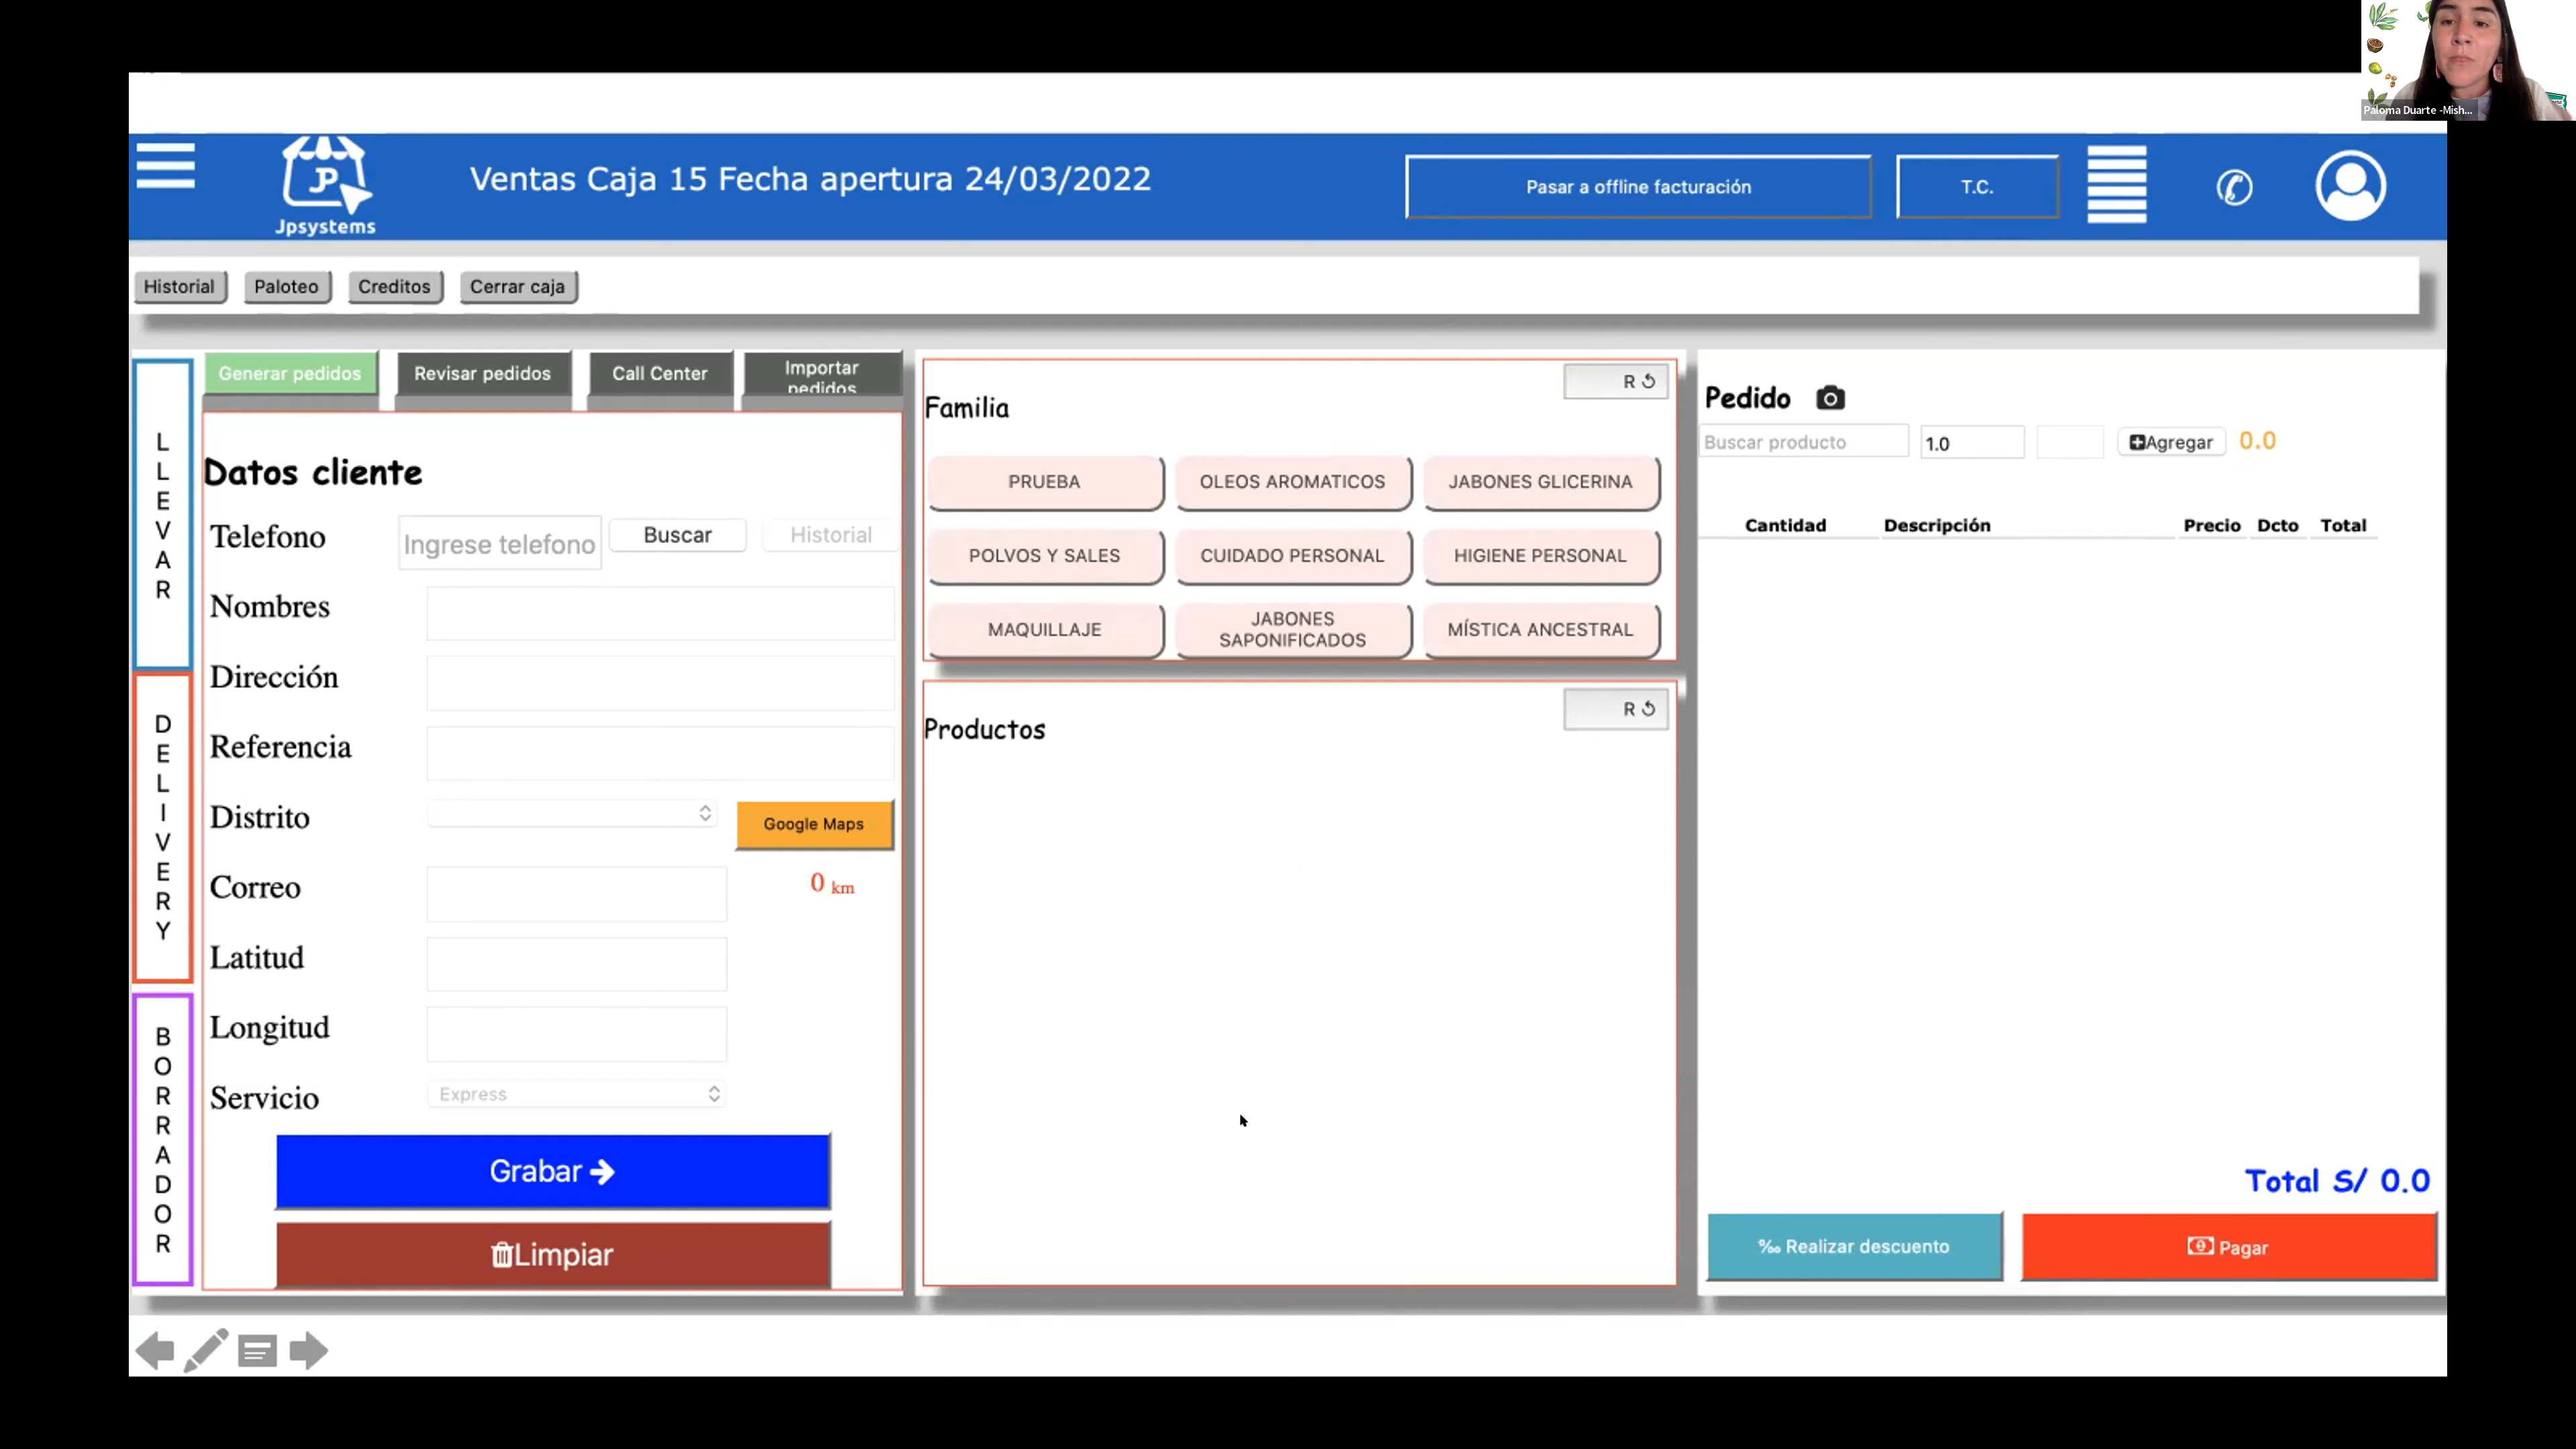 Paloma Duarte -Mish...
JP
Jpsystems
Ventas Caja 15 Fecha apertura 24/03/2022
Pasar a offline facturación
T.C.
Historial
Paloteo
Creditos
Cerrar caja
LLEVAR
DELIVERY
BORRADOR
Generar pedidos
Revisar pedidos
Call Center
Importar
pedidos
Datos cliente
Telefono
Ingrese telefono
Buscar
Historial
Nombres
Dirección
Referencia
Distrito
Google Maps
Correo
0 km
Latitud
Longitud
Servicio
Express
Grabar
Limpiar
R
Familia
PRUEBA
OLEOS AROMATICOS
JABONES GLICERINA
POLVOS Y SALES
CUIDADO PERSONAL
HIGIENE PERSONAL
MAQUILLAJE
JABONES
SAPONIFICADOS
MÍSTICA ANCESTRAL
R
Productos
Pedido
Buscar producto
1.0
Agregar
0.0
Cantidad
Descripción
Precio
Dcto
Total
Total S/ 0.0
‰ Realizar descuento
Pagar